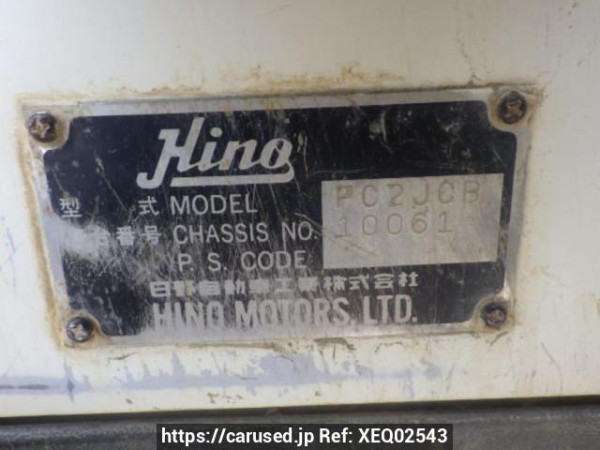 Hino
型 式 MODEL PC2JCB
番号 CHASSIS NO. 10061
P. S. CODE
日野自動車工業株式会社
HINO MOTORS, LTD.
https://carused.jp Ref: XEQ02543